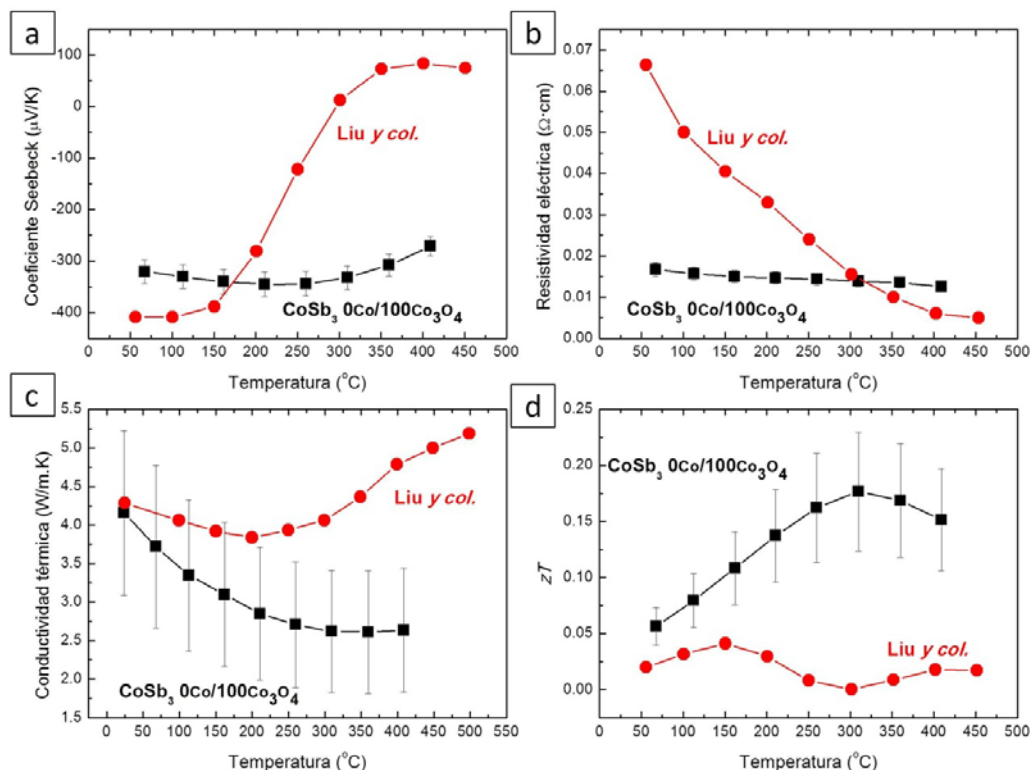 a
100
0
-100
-200
-300
-400
Coeficiente Seebeck (μV/K)
Liu y col.
CoSb₃ 0Co/100Co₃O₄
0 50 100 150 200 250 300 350 400 450 500
Temperatura (°C)
b
0.07
0.06
0.05
0.04
0.03
0.02
0.01
0.00
Resistividad eléctrica (Ω·cm)
Liu y col.
CoSb₃ 0Co/100Co₃O₄
0 50 100 150 200 250 300 350 400 450 500
Temperatura (°C)
c
5.5
5.0
4.5
4.0
3.5
3.0
2.5
2.0
1.5
Conductividad térmica (W/m.K)
Liu y col.
CoSb₃ 0Co/100Co₃O₄
0 50 100 150 200 250 300 350 400 450 500
Temperatura (°C)
d
0.25
0.20
0.15
0.10
0.05
0.00
zT
CoSb₃ 0Co/100Co₃O₄
Liu y col.
0 50 100 150 200 250 300 350 400 450 500
Temperatura (°C)